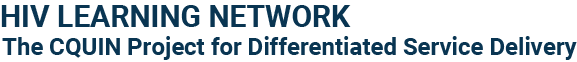 HIV LEARNING NETWORK
The CQUIN Project for Differentiated Service Delivery